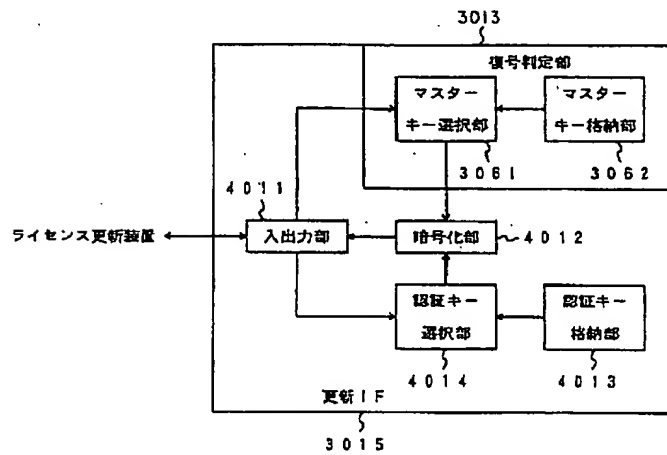 3013
復号判定部
マスター
キー選択部
マスター
キー格納部
3061
3062
4011
ライセンス更新装置
入出力部
暗号化部
4012
認証キー
選択部
認証キー
格納部
4014
4013
更新IF
3015